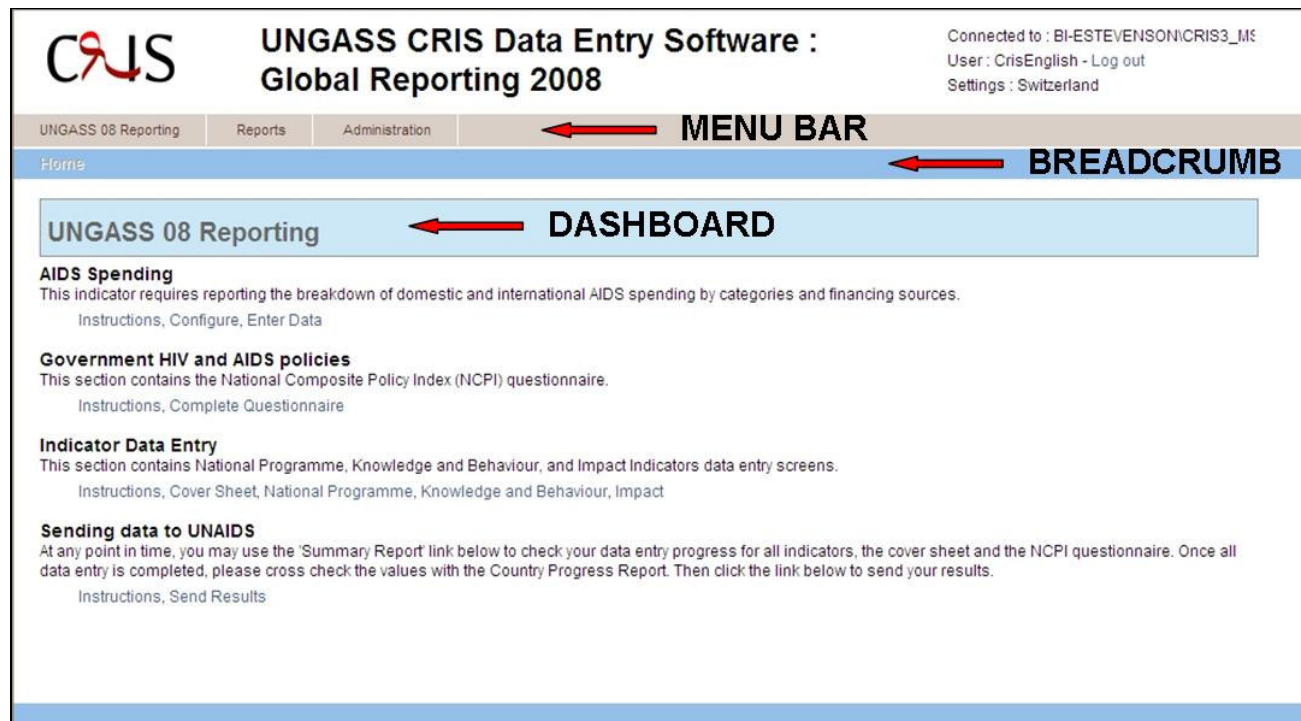 CRIS
UNGASS CRIS Data Entry Software :
Global Reporting 2008
Connected to : BI-ESTEVENSON\CRIS3_MS
User : CrisEnglish - Log out
Settings : Switzerland
UNGASS 08 Reporting Reports Administration MENU BAR
Home BREADCRUMB
UNGASS 08 Reporting DASHBOARD
AIDS Spending
This indicator requires reporting the breakdown of domestic and international AIDS spending by categories and financing sources.
Instructions, Configure, Enter Data
Government HIV and AIDS policies
This section contains the National Composite Policy Index (NCPI) questionnaire.
Instructions, Complete Questionnaire
Indicator Data Entry
This section contains National Programme, Knowledge and Behaviour, and Impact Indicators data entry screens.
Instructions, Cover Sheet, National Programme, Knowledge and Behaviour, Impact
Sending data to UNAIDS
At any point in time, you may use the 'Summary Report' link below to check your data entry progress for all indicators, the cover sheet and the NCPI questionnaire. Once all
data entry is completed, please cross check the values with the Country Progress Report. Then click the link below to send your results.
Instructions, Send Results